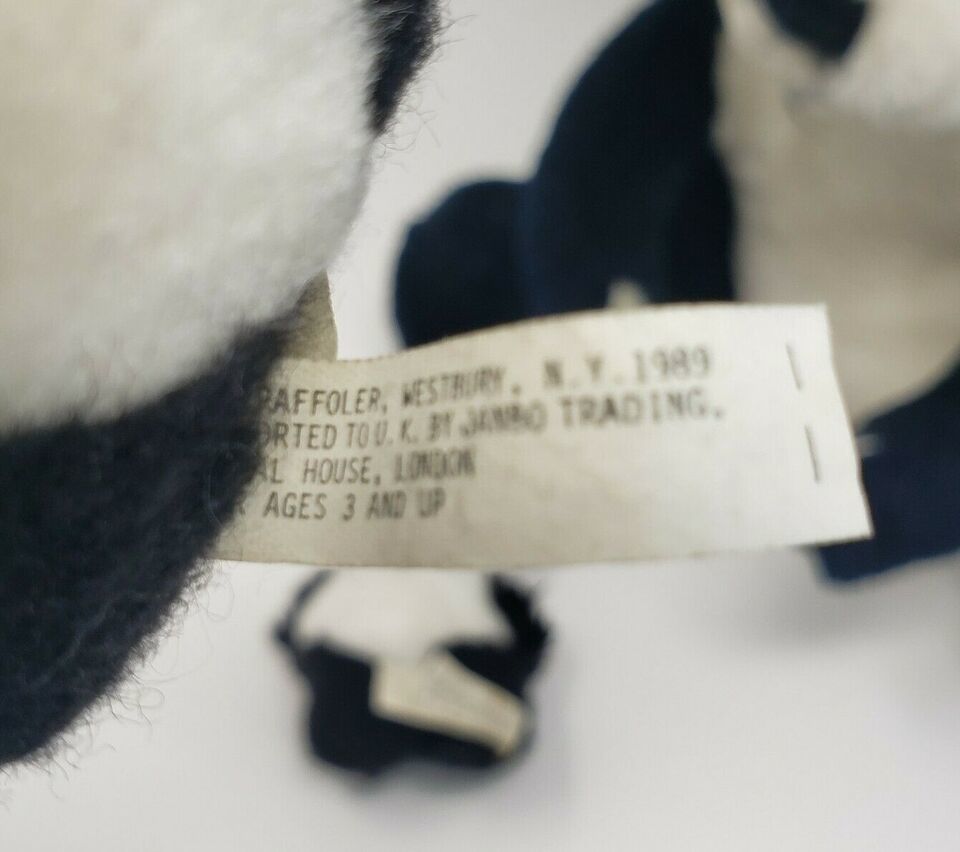 RAFFOLER, WESTBURY, N.Y. 1989
ORTED TO U.K. BY JAMBO TRADING.
AL HOUSE, LONDON
AGES 3 AND UP